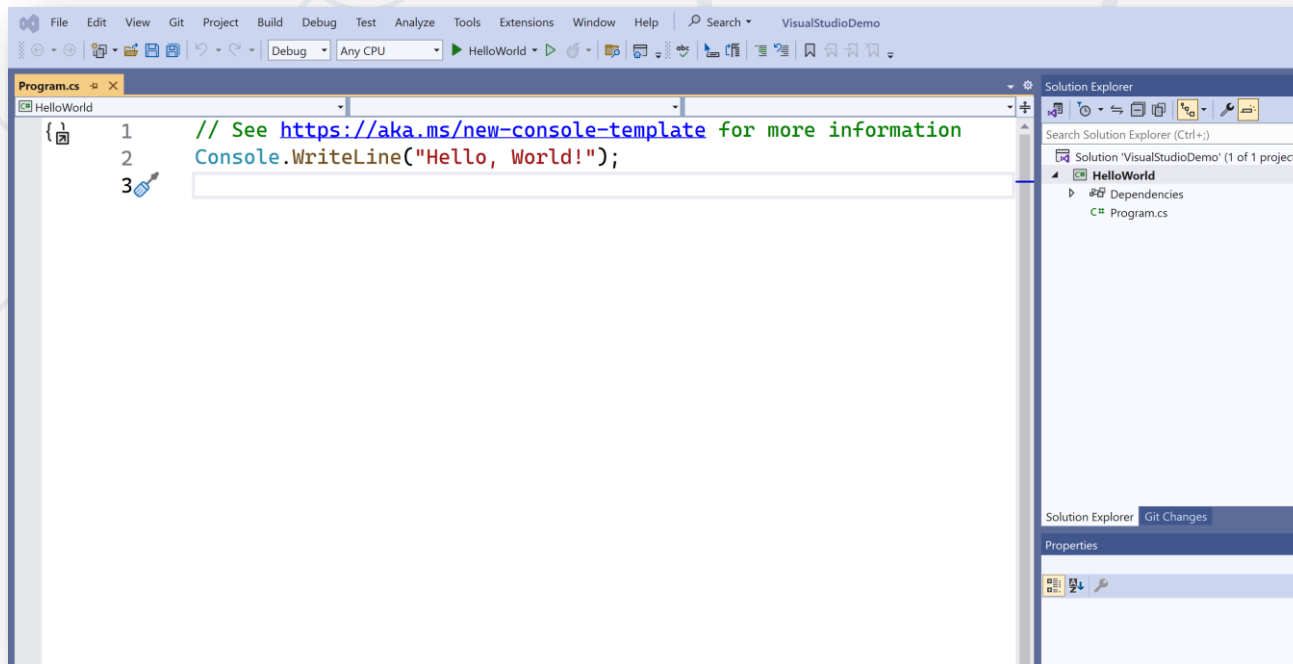 File Edit View Git Project Build Debug Test Analyze Tools Extensions Window Help Search VisualStudioDemo
Debug Any CPU HelloWorld abc
Program.cs
Solution Explorer
C# HelloWorld
Search Solution Explorer (Ctrl+;)
1 // See https://aka.ms/new-console-template for more information
2 Console.WriteLine("Hello, World!");
3
Solution 'VisualStudioDemo' (1 of 1 project
C# HelloWorld
Dependencies
C# Program.cs
Solution Explorer Git Changes
Properties